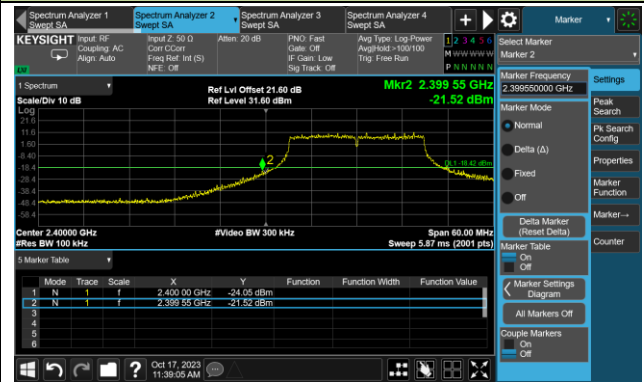 Spectrum Analyzer 1
Swept SA
Spectrum Analyzer 2
Swept SA
Spectrum Analyzer 3
Swept SA
Spectrum Analyzer 4
Swept SA
+
Marker
KEYSIGHT
Input: RF
Coupling: AC
Align: Auto
Input Z: 50 Ω
Corr CCorr
Freq Ref: Int (S)
NFE: Off
Atten: 20 dB
PNO: Fast
Gate: Off
IF Gain: Low
Sig Track: Off
Avg Type: Log-Power
Avg|Hold:>100/100
Trig: Free Run
1 2 3 4 5 6
M W W W W W
P N N N N N
LNI
Select Marker
Marker 2
1 Spectrum
Scale/Div 10 dB
Ref Lvl Offset 21.60 dB
Ref Level 31.60 dBm
Mkr2 2.399 55 GHz
-21.52 dBm
Log
21.6
11.6
1.60
-8.40
-18.4
-28.4
-38.4
-48.4
-58.4
2
DL1 -18.42 dBm
Center 2.40000 GHz
#Res BW 100 kHz
#Video BW 300 kHz
Span 60.00 MHz
Sweep 5.87 ms (2001 pts)
5 Marker Table
Mode Trace Scale X Y Function Function Width Function Value
1 N 1 f 2.400 00 GHz -24.05 dBm
2 N 1 f 2.399 55 GHz -21.52 dBm
3
4
5
6
Marker Frequency
2.399550000 GHz
Marker Mode
Normal
Delta (Δ)
Fixed
Off
Delta Marker
(Reset Delta)
Marker Table
On
Off
Marker Settings
Diagram
All Markers Off
Couple Markers
On
Off
Settings
Peak
Search
Pk Search
Config
Properties
Marker
Function
Marker→
Counter
?
Oct 17, 2023
11:39:05 AM